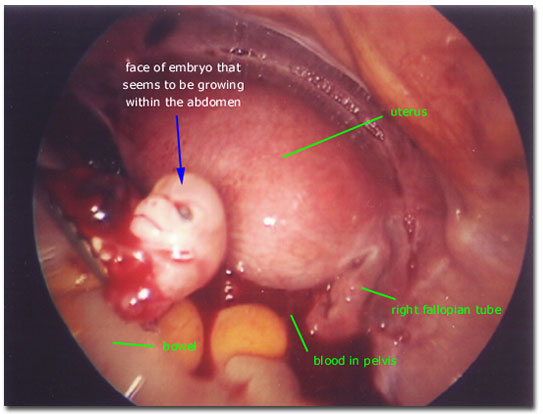 face of embryo that
seems to be growing
within the abdomen
uterus
right fallopian tube
bowel
blood in pelvis